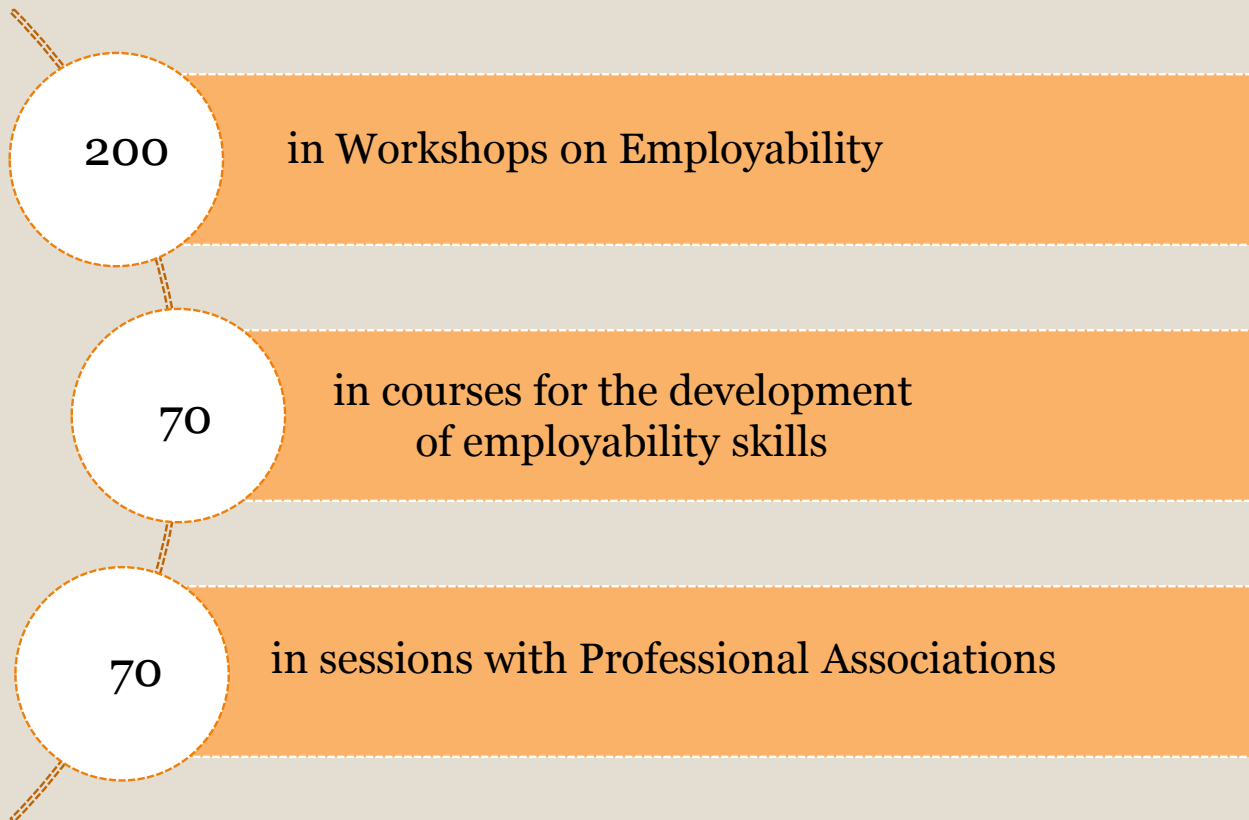 200
in Workshops on Employability
70
in courses for the development
of employability skills
70
in sessions with Professional Associations